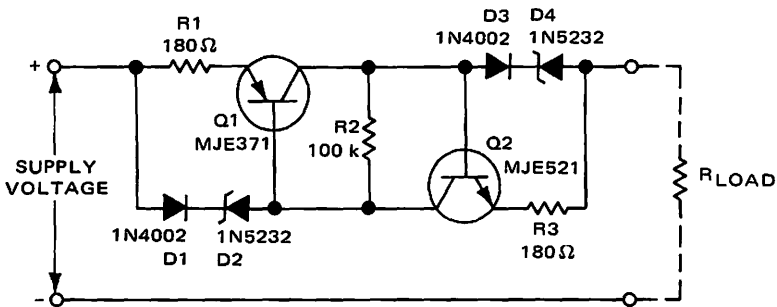 R1
180Ω
D3 D4
1N4002 1N5232
+
Q1
MJE371
R2
100 k
Q2
MJE521
SUPPLY
VOLTAGE
RLOAD
1N4002 1N5232
D1 D2
R3
180Ω
-